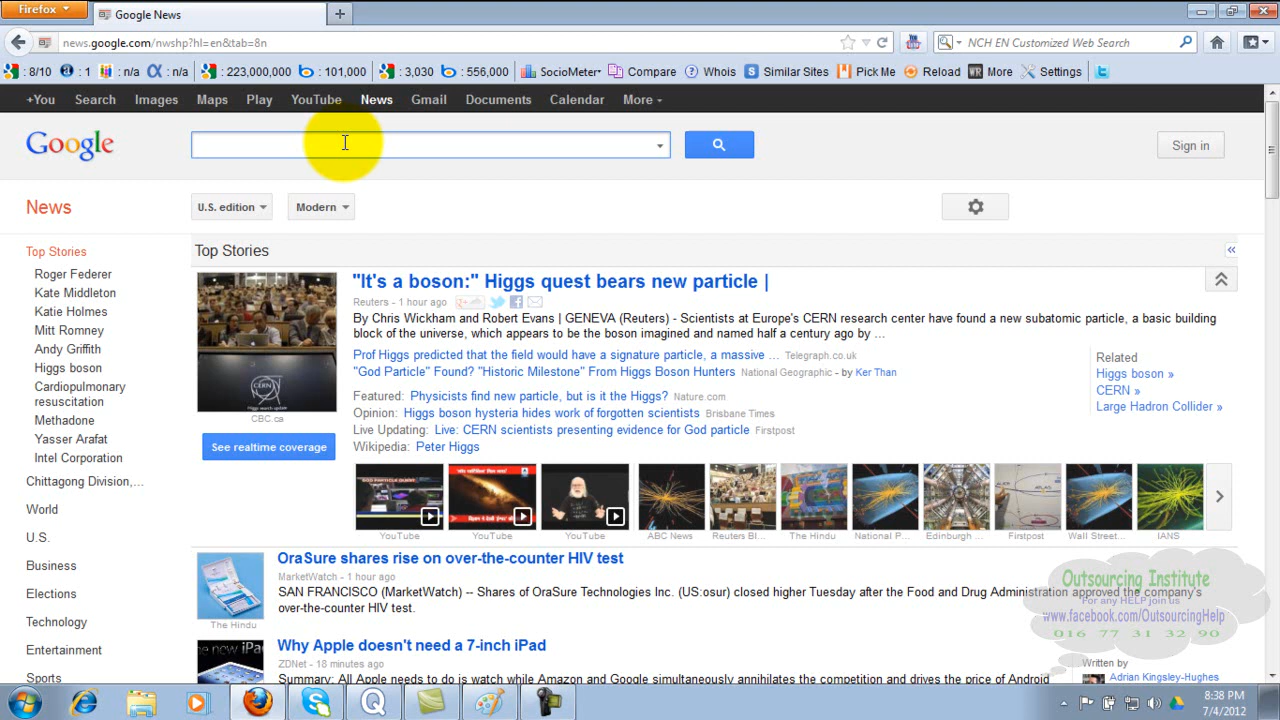 Firefox
Google News
news.google.com/nwshp?hl=en&tab=8n
NCH EN Customized Web Search
: 8/10
: 1
: n/a
: n/a
: 223,000,000
: 101,000
: 3,030
: 556,000
SocioMeter
Compare
Whois
Similar Sites
Pick Me
Reload
More
Settings
+You
Search
Images
Maps
Play
YouTube
News
Gmail
Documents
Calendar
More
Google
Sign in
News
U.S. edition
Modern
Top Stories
Roger Federer
Kate Middleton
Katie Holmes
Mitt Romney
Andy Griffith
Higgs boson
Cardiopulmonary
resuscitation
Methadone
Yasser Arafat
Intel Corporation
Chittagong Division,...
World
U.S.
Business
Elections
Technology
Entertainment
Sports
Top Stories
"It's a boson:" Higgs quest bears new particle |
Reuters - 1 hour ago
By Chris Wickham and Robert Evans | GENEVA (Reuters) - Scientists at Europe's CERN research center have found a new subatomic particle, a basic building
block of the universe, which appears to be the boson imagined and named half a century ago by ...
Prof Higgs predicted that the field would have a signature particle, a massive ... Telegraph.co.uk
"God Particle" Found? "Historic Milestone" From Higgs Boson Hunters National Geographic - by Ker Than
Featured: Physicists find new particle, but is it the Higgs? Nature.com
Opinion: Higgs boson hysteria hides work of forgotten scientists Brisbane Times
Live Updating: Live: CERN scientists presenting evidence for God particle Firstpost
Wikipedia: Peter Higgs
Related
Higgs boson »
CERN »
Large Hadron Collider »
CERN
CBC.ca
See realtime coverage
YouTube
YouTube
YouTube
ABC News
Reuters Bl...
The Hindu
National P...
Edinburgh ...
Firstpost
Wall Street...
IANS
OraSure shares rise on over-the-counter HIV test
MarketWatch - 1 hour ago
SAN FRANCISCO (MarketWatch) -- Shares of OraSure Technologies Inc. (US:osur) closed higher Tuesday after the Food and Drug Administration approved the company's
over-the-counter HIV test.
The Hindu
Why Apple doesn't need a 7-inch iPad
ZDNet - 18 minutes ago
Summary: All Apple needs to do is watch while Amazon and Google simultaneously annihilates the competition and drives the price of Android
Written by
Adrian Kingsley-Hughes
Outsourcing Institute
For any HELP join us
www.facebook.com/OutsourcingHelp
016 77 31 32 90
8:38 PM
7/4/2012